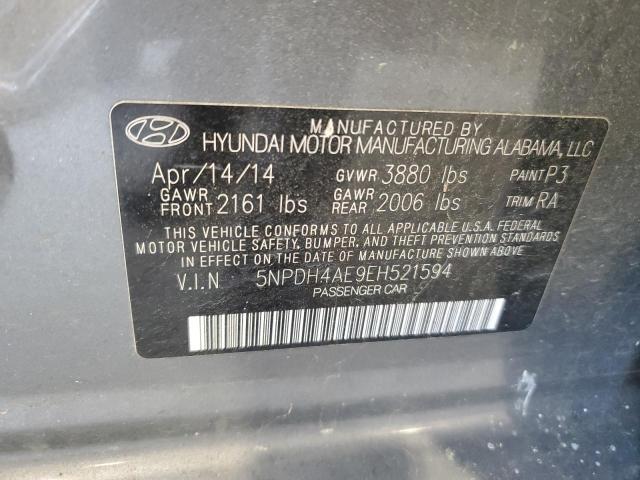 MANUFACTURED BY
HYUNDAI MOTOR MANUFACTURING ALABAMA, LLC
Apr/14/14 GVWR 3880 lbs PAINT P3
GAWR FRONT 2161 lbs GAWR REAR 2006 lbs TRIM RA
THIS VEHICLE CONFORMS TO ALL APPLICABLE U.S.A. FEDERAL
MOTOR VEHICLE SAFETY, BUMPER, AND THEFT PREVENTION STANDARDS
IN EFFECT ON THE DATE OF MANUFACTURE SHOWN ABOVE
V.I.N 5NPDH4AE9EH521594
PASSENGER CAR